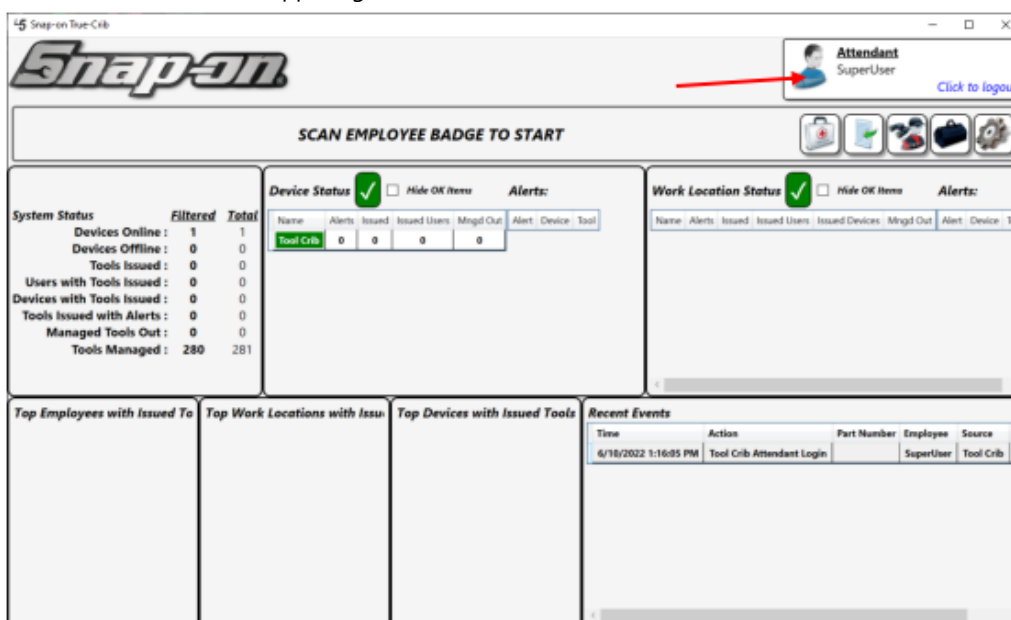 Snap-on True-Crib
Snap-on
Attendant
SuperUser
Click to logou
SCAN EMPLOYEE BADGE TO START
System Status Filtered Total
Devices Online : 1 1
Devices Offline : 0 0
Tools Issued : 0 0
Users with Tools Issued : 0 0
Devices with Tools Issued : 0 0
Tools Issued with Alerts : 0 0
Managed Tools Out : 0 0
Tools Managed : 280 281
Device Status Hide OK Items Alerts:
Name Alerts Issued Issued Users Mngd Out Alert Device Tool
Tool Crib 0 0 0 0
Work Location Status Hide OK Items Alerts:
Name Alerts Issued Issued Users Issued Devices Mngd Out Alert Device T
Top Employees with Issued To
Top Work Locations with Issu
Top Devices with Issued Tools
Recent Events
Time Action Part Number Employee Source
6/10/2022 1:16:05 PM Tool Crib Attendant Login SuperUser Tool Crib